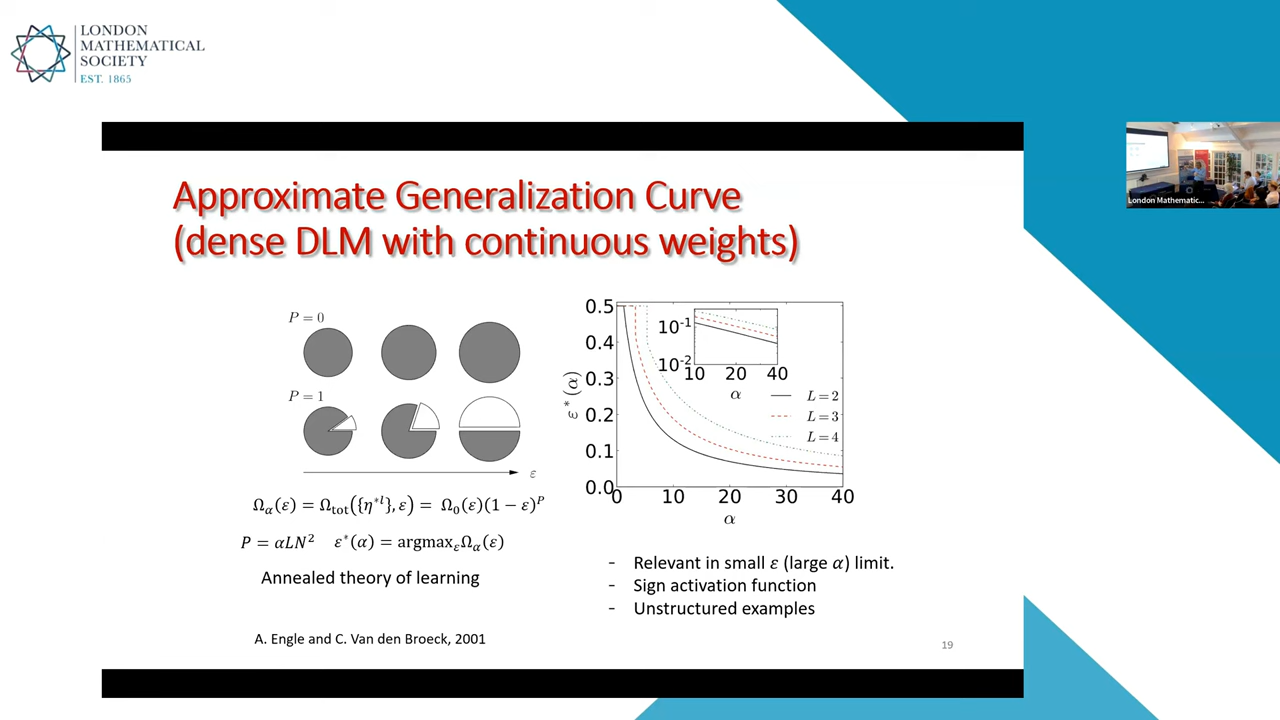 LONDON
MATHEMATICAL
SOCIETY
EST. 1865
London Mathematic...
Approximate Generalization Curve
(dense DLM with continuous weights)
P = 0
P = 1
ε
Ω_α(ε) = Ω_tot({η*^l}, ε) = Ω_0(ε)(1 − ε)^P
P = αLN² ε*(α) = argmax_ε Ω_α(ε)
Annealed theory of learning
A. Engle and C. Van den Broeck, 2001
0.5
0.4
0.3
0.2
0.1
0.0
ε*(α)
0 10 20 30 40
α
10^-1
10^-2
10 20 40
α
L = 2
L = 3
L = 4
- Relevant in small ε (large α) limit.
- Sign activation function
- Unstructured examples
19